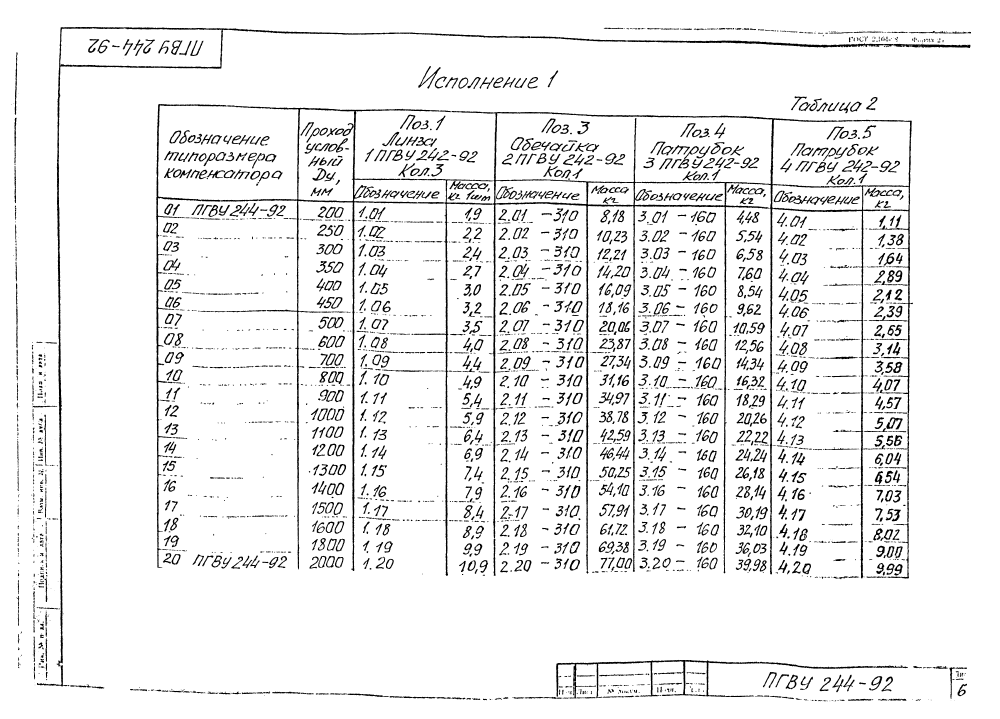 ПГВУ 244-92
ГОСТ 2.106
Исполнение 1
Таблица 2
Обозначение типоразмера компенсатора | Проход условный Dy, мм | Поз. 1 Линза 1 ПГВУ 242-92 Кол. 3 | Поз. 3 Обечайка 2 ПГВУ 242-92 Кол. 1 | Поз. 4 Патрубок 3 ПГВУ 242-92 Кол. 1 | Поз. 5 Патрубок 4 ПГВУ 242-92 Кол. 1
Обозначение | Масса, кг 1шт | Обозначение | Масса кг | Обозначение | Масса, кг | Обозначение | Масса, кг
01 ПГВУ 244-92 200 1.01 1,9 2.01 - 310 8,18 3.01 - 160 4,48 4.01 1,11
02 250 1.02 2,2 2.02 - 310 10,23 3.02 - 160 5,54 4.02 1,38
03 300 1.03 2,4 2.03 - 310 12,21 3.03 - 160 6,58 4.03 1,64
04 350 1.04 2,7 2.04 - 310 14,20 3.04 - 160 7,60 4.04 2,89
05 400 1.05 3,0 2.05 - 310 16,09 3.05 - 160 8,54 4.05 2,12
06 450 1.06 3,2 2.06 - 310 18,16 3.06 - 160 9,62 4.06 2,39
07 500 1.07 3,5 2.07 - 310 20,06 3.07 - 160 10,59 4.07 2,65
08 600 1.08 4,0 2.08 - 310 23,87 3.08 - 160 12,56 4.08 3,14
09 700 1.09 4,4 2.09 - 310 27,34 3.09 - 160 14,34 4.09 3,58
10 800 1.10 4,9 2.10 - 310 31,16 3.10 - 160 16,32 4.10 4,07
11 900 1.11 5,4 2.11 - 310 34,97 3.11 - 160 18,29 4.11 4,57
12 1000 1.12 5,9 2.12 - 310 38,78 3.12 - 160 20,26 4.12 5,07
13 1100 1.13 6,4 2.13 - 310 42,59 3.13 - 160 22,22 4.13 5,56
14 1200 1.14 6,9 2.14 - 310 46,44 3.14 - 160 24,24 4.14 6,04
15 1300 1.15 7,4 2.15 - 310 50,25 3.15 - 160 26,18 4.15 6,54
16 1400 1.16 7,9 2.16 - 310 54,10 3.16 - 160 28,14 4.16 7,03
17 1500 1.17 8,4 2.17 - 310 57,91 3.17 - 160 30,19 4.17 7,53
18 1600 1.18 8,9 2.18 - 310 61,72 3.18 - 160 32,10 4.18 8,02
19 1800 1.19 9,9 2.19 - 310 69,38 3.19 - 160 36,03 4.19 9,00
20 ПГВУ 244-92 2000 1.20 10,9 2.20 - 310 77,00 3.20 - 160 39,98 4.20 9,99
ПГВУ 244-92
6